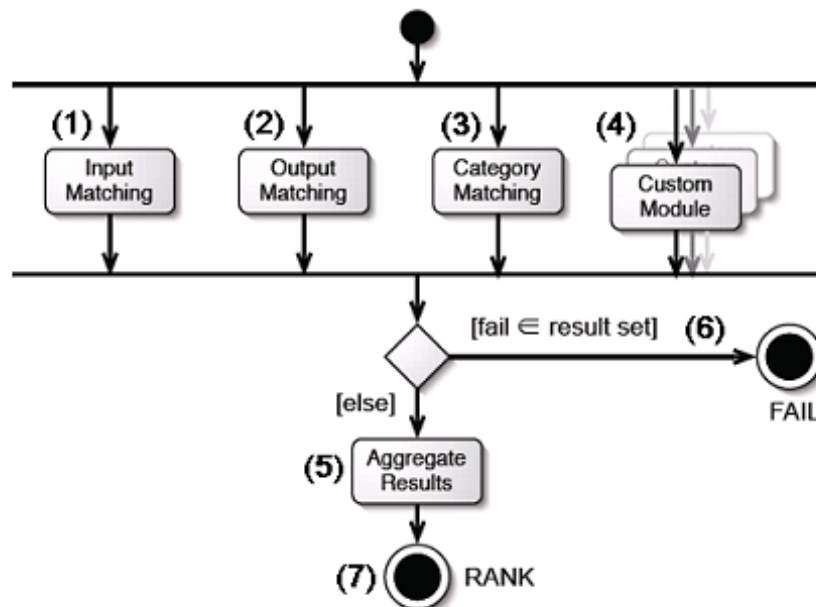 (1)
(2)
(3)
(4)
Input
Matching
Output
Matching
Category
Matching
Custom
Module
[fail ∈ result set]
(6)
FAIL
[else]
(5)
Aggregate
Results
(7)
RANK